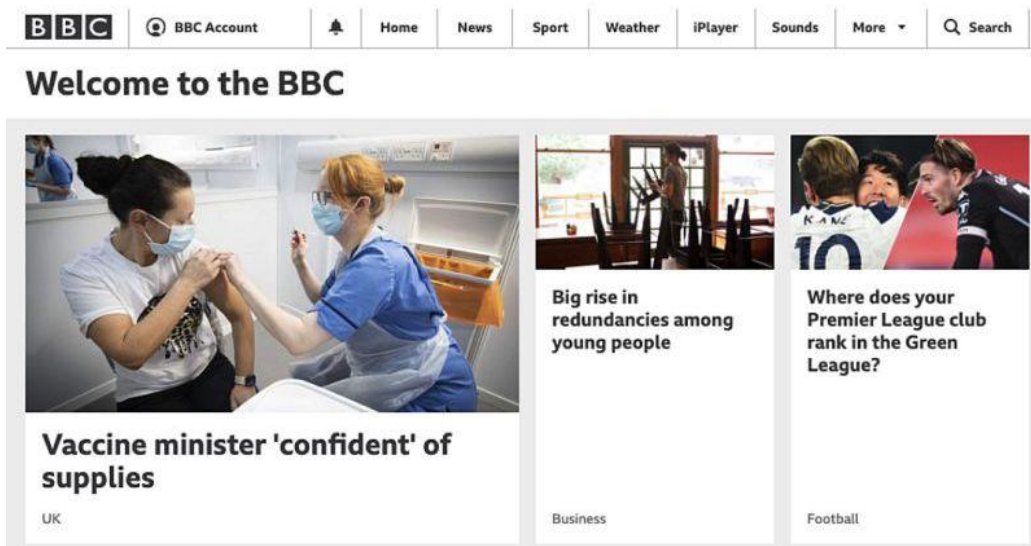 BBC
BBC Account
Home
News
Sport
Weather
iPlayer
Sounds
More
Search
Welcome to the BBC
Vaccine minister 'confident' of
supplies
UK
Big rise in
redundancies among
young people
Business
KANE
10
Where does your
Premier League club
rank in the Green
League?
Football